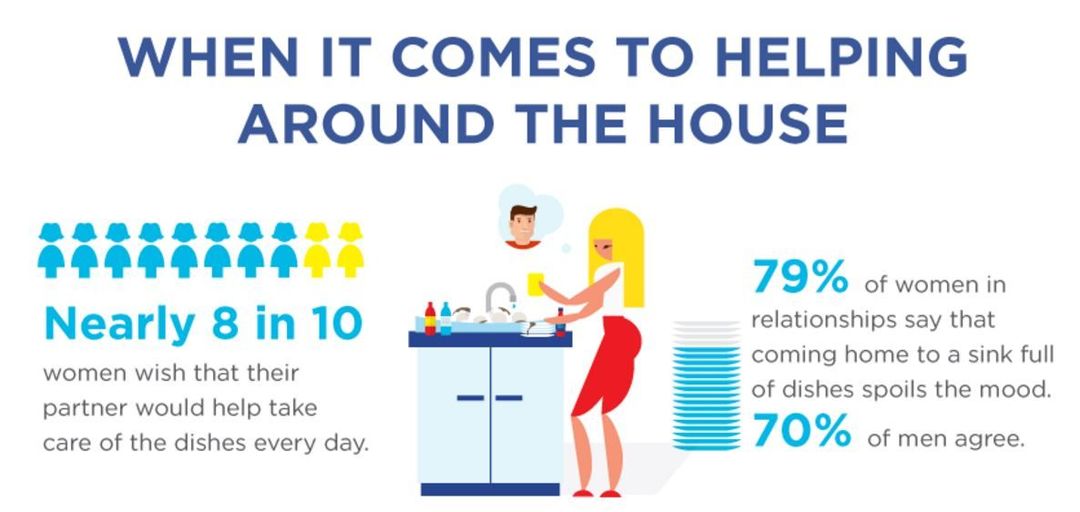 WHEN IT COMES TO HELPING
AROUND THE HOUSE
Nearly 8 in 10
women wish that their
partner would help take
care of the dishes every day.
79% of women in
relationships say that
coming home to a sink full
of dishes spoils the mood.
70% of men agree.